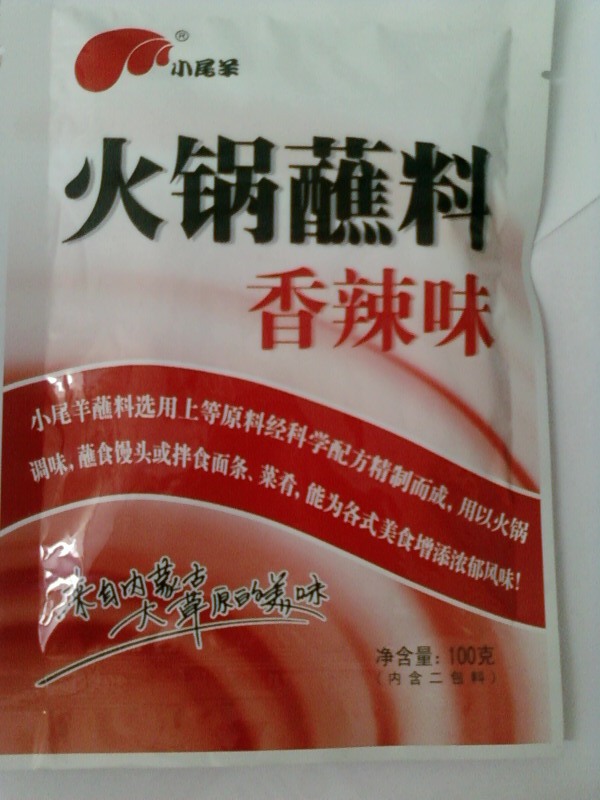 ®
小尾羊
火锅蘸料
香辣味
小尾羊蘸料选用上等原料经科学配方精制而成，用以火锅
调味，蘸食馒头或拌食面条、菜肴，能为各式美食增添浓郁风味！
来自内蒙古
大草原的美味
净含量：100克
（内含二包料）